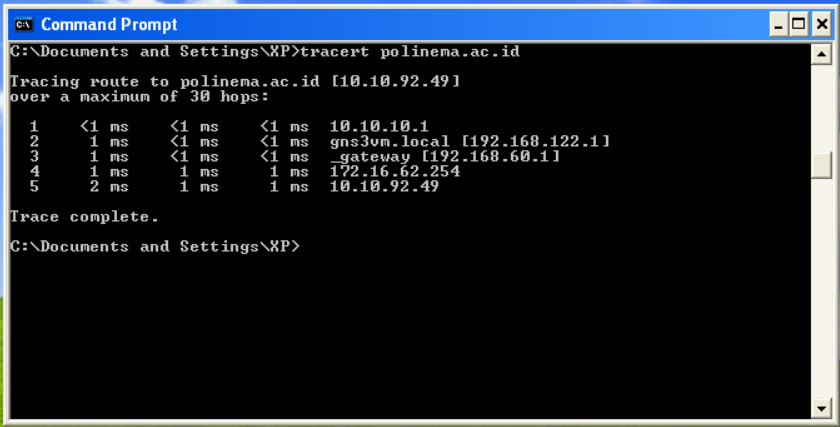 Command Prompt
C:\Documents and Settings\XP>tracert polinema.ac.id
Tracing route to polinema.ac.id [10.10.92.49]
over a maximum of 30 hops:
1 <1 ms <1 ms <1 ms 10.10.10.1
2 1 ms <1 ms <1 ms gns3vm.local [192.168.122.1]
3 1 ms <1 ms <1 ms _gateway [192.168.60.1]
4 1 ms 1 ms 1 ms 172.16.62.254
5 2 ms 1 ms 1 ms 10.10.92.49
Trace complete.
C:\Documents and Settings\XP>